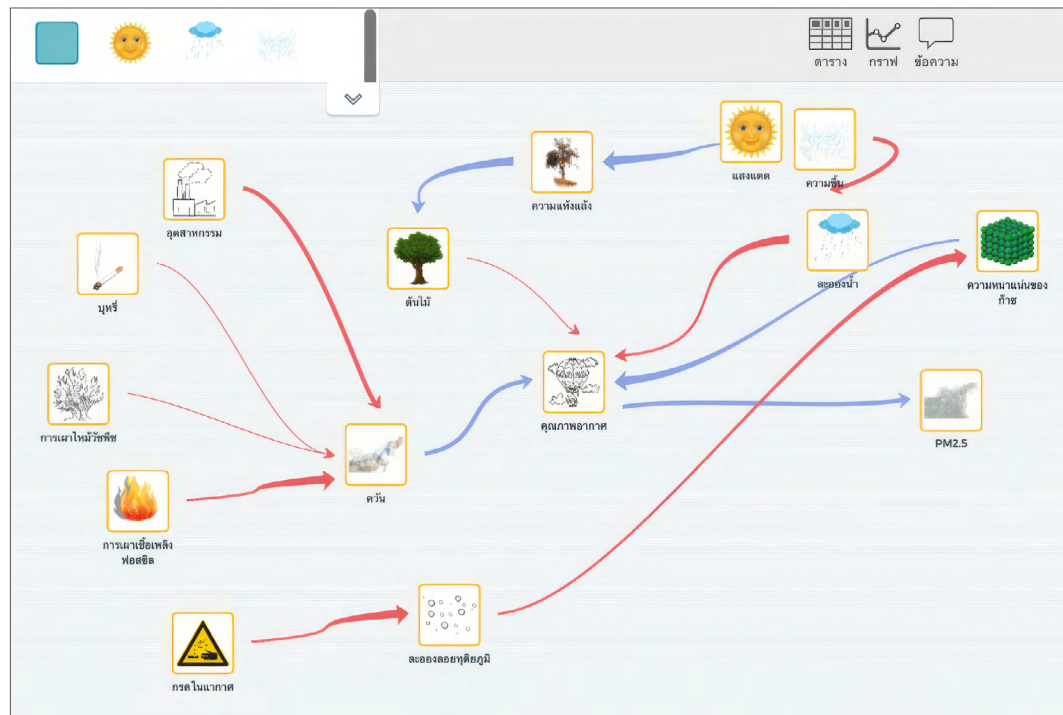 ตาราง
กราฟ
ข้อความ
แสงแดด
ความชื้น
ความแห้งแล้ง
อุตสาหกรรม
บุหรี่
ต้นไม้
ละอองน้ำ
ความหนาแน่นของ
ก๊าซ
คุณภาพอากาศ
PM2.5
การเผาไหม้วัชพืช
ควัน
การเผาเชื้อเพลิง
ฟอสซิล
ละอองลอยทุติยภูมิ
กรดในอากาศ